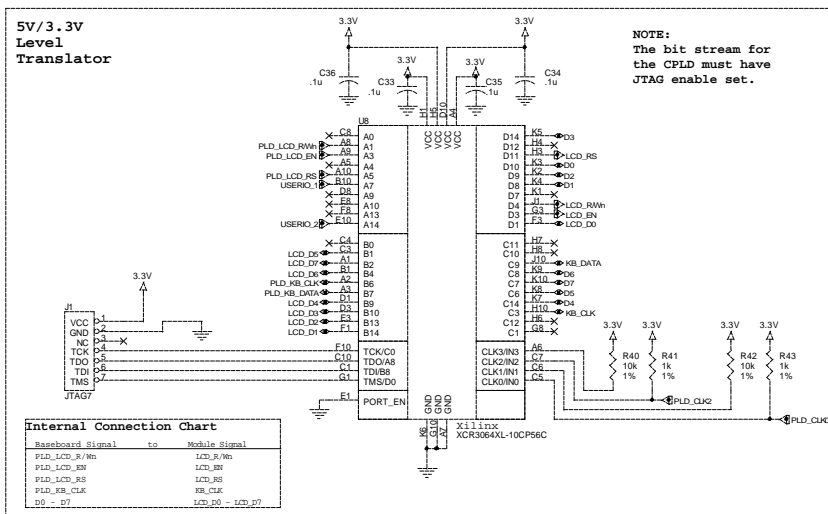 5V/3.3V
Level
Translator
NOTE:
The bit stream for
the CPLD must have
JTAG enable set.
3.3V
3.3V
3.3V
3.3V
C36
.1u
C33
.1u
C35
.1u
C34
.1u
H1
H5
D10
A4
VCC
VCC
VCC
VCC
U8
C8 A0
PLD_LCD_R/Wn A8 A1
PLD_LCD_EN A9 A3
A5 A4
PLD_LCD_RS A10 A5
USERIO_1 B10 A7
D8 A9
E8 A10
F8 A13
USERIO_2 E10 A14
C4 B0
LCD_D5 C3 B1
LCD_D7 A1 B2
LCD_D6 B1 B4
PLD_KB_CLK A2 B6
PLD_KB_DATA A3 B7
LCD_D4 D1 B9
LCD_D3 D3 B10
LCD_D2 E3 B13
LCD_D1 F1 B14
F10 TCK/C0
C10 TDO/A8
C1 TDI/B8
G1 TMS/D0
E1 PORT_EN
D14 K5 D3
D12 H4
D11 H3 LCD_RS
D10 K3 D0
D9 K2 D2
D8 K4 D1
D7 K1
D4 J1 LCD_R/Wn
D3 G3 LCD_EN
D1 F3 LCD_D0
C11 H7
C10 H8
C9 J10 KB_DATA
C8 K9 D6
C7 K10 D7
C6 K8 D5
C14 K7 D4
C3 H10 KB_CLK
C12 H6
C1 G8
CLK3/IN3 A6
CLK2/IN2 C7
CLK1/IN1 C6
CLK0/IN0 C5
GND
GND
GND
K6
G10
A7
Xilinx
XCR3064XL-10CP56C
3.3V
J1
VCC 1
GND 2
NC 3
TCK 4
TDO 5
TDI 6
TMS 7
JTAG7
3.3V
3.3V
3.3V
3.3V
R40
10k
1%
R41
1k
1%
R42
10k
1%
R43
1k
1%
PLD_CLK2
PLD_CLK0
Internal Connection Chart
Baseboard Signal to Module Signal
PLD_LCD_R/Wn LCD_R/Wn
PLD_LCD_EN LCD_EN
PLD_LCD_RS LCD_RS
PLD_KB_CLK KB_CLK
D0 - D7 LCD_D0 - LCD_D7